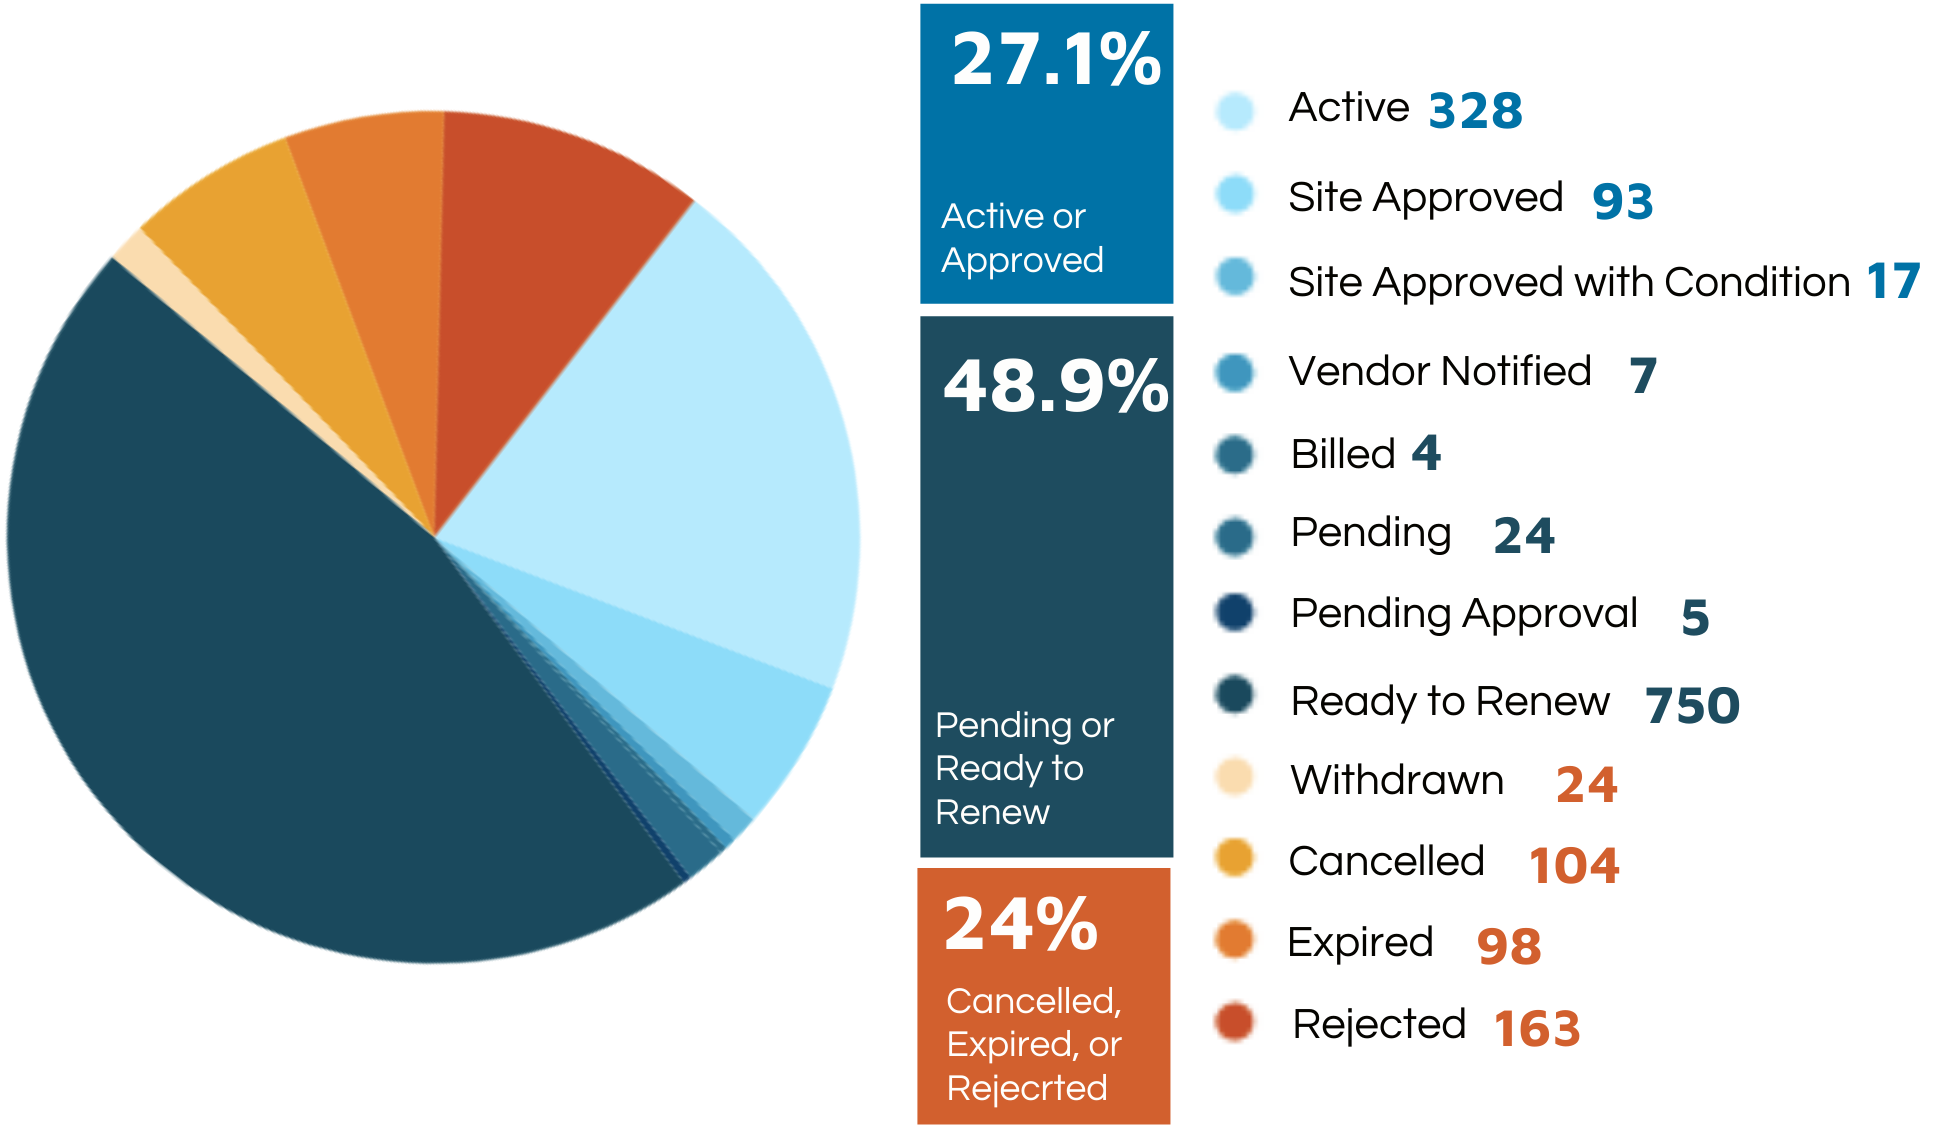 27.1%
Active or
Approved
48.9%
Pending or
Ready to
Renew
24%
Cancelled,
Expired, or
Rejecrted
Active 328
Site Approved 93
Site Approved with Condition 17
Vendor Notified 7
Billed 4
Pending 24
Pending Approval 5
Ready to Renew 750
Withdrawn 24
Cancelled 104
Expired 98
Rejected 163